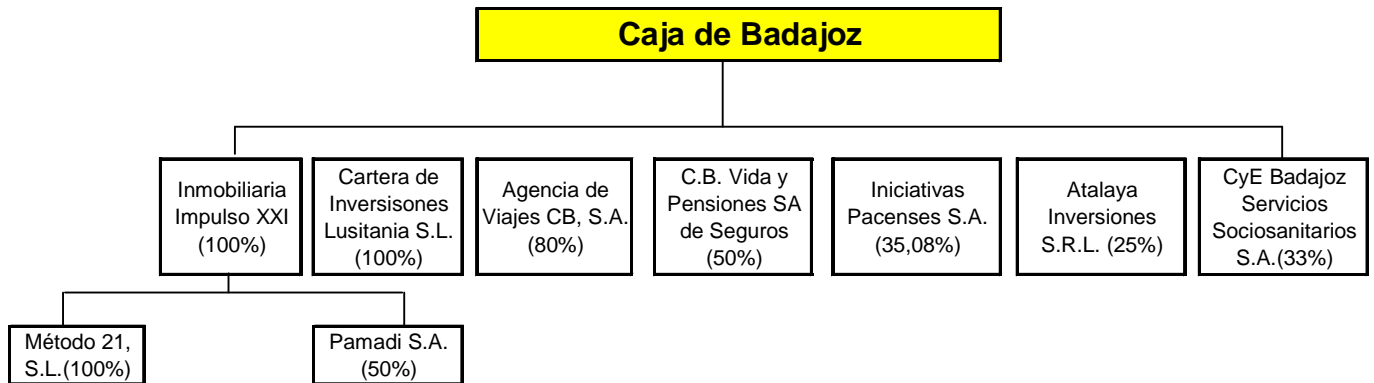 Caja de Badajoz
Inmobiliaria
Impulso XXI
(100%)
Cartera de
Inversisones
Lusitania S.L.
(100%)
Agencia de
Viajes CB, S.A.
(80%)
C.B. Vida y
Pensiones SA
de Seguros
(50%)
Iniciativas
Pacenses S.A.
(35,08%)
Atalaya
Inversiones
S.R.L. (25%)
CyE Badajoz
Servicios
Sociosanitarios
S.A.(33%)
Método 21,
S.L.(100%)
Pamadi S.A.
(50%)